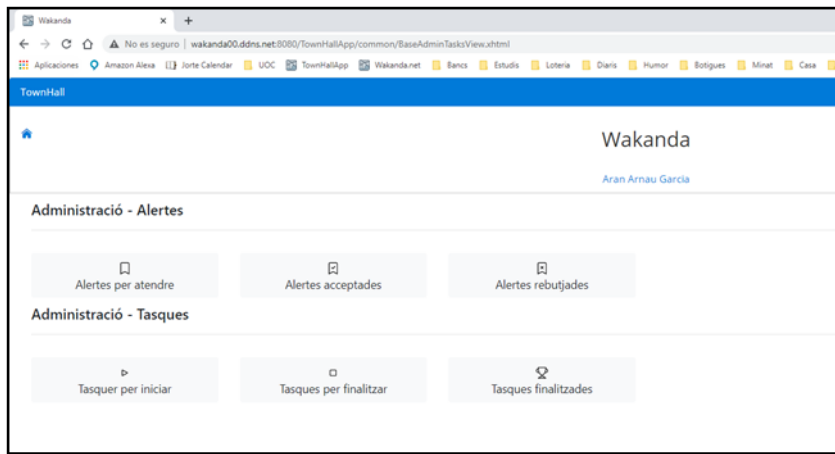 Wakanda
No es seguro | wakanda00.ddns.net:8080/TownHallApp/common/BaseAdminTasksView.xhtml
Aplicaciones Amazon Alexa Jorte Calendar UOC TownHallApp Wakanda.net Bancs Estudis Loteria Diaris Humor Botigues Minat Casa
TownHall
Wakanda
Aran Arnau Garcia
Administració - Alertes
Alertes per atendre Alertes acceptades Alertes rebutjades
Administració - Tasques
Tasquer per iniciar Tasques per finalitzar Tasques finalitzades